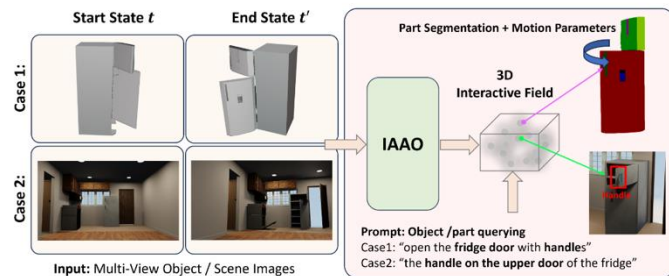 Start State t
End State t′
Part Segmentation + Motion Parameters
Case 1:
3D
Interactive Field
IAAO
Case 2:
Handle
Prompt: Object /part querying
Case1: “open the fridge door with handles”
Case2: “the handle on the upper door of the fridge”
Input: Multi-View Object / Scene Images